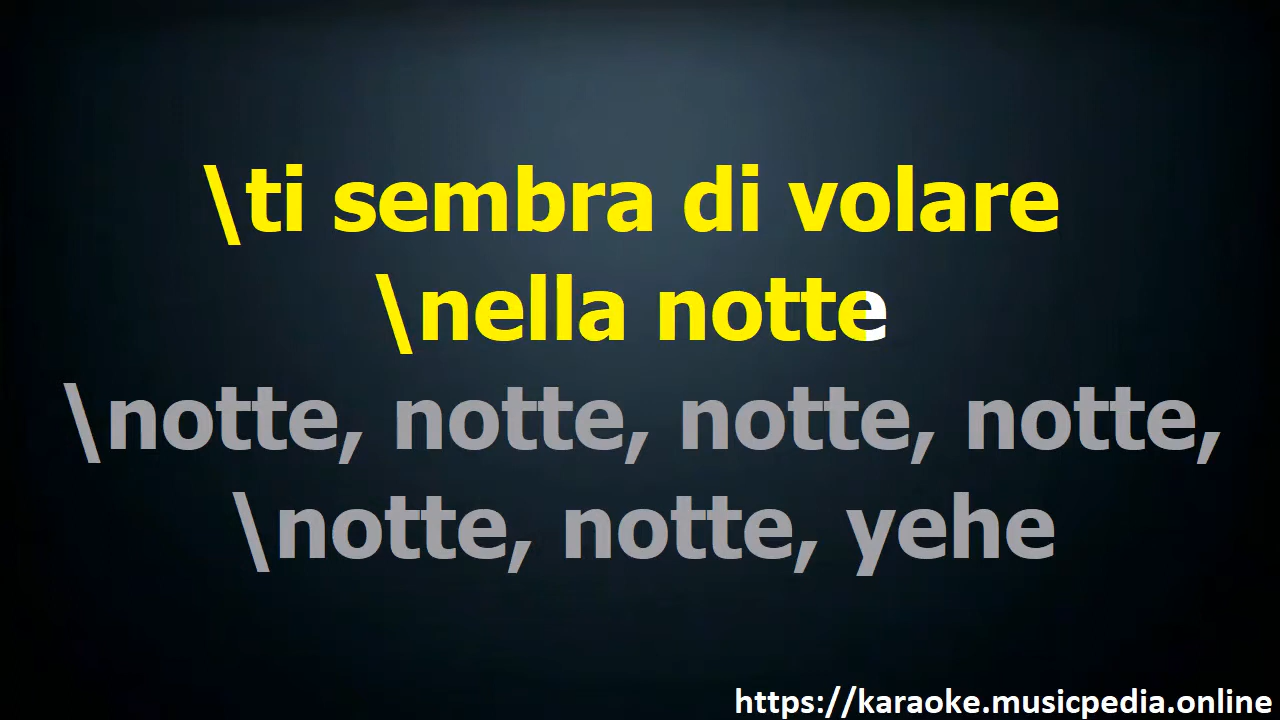 \ti sembra di volare
\nella notte
\notte, notte, notte, notte,
\notte, notte, yehe
https://karaoke.musicpedia.online